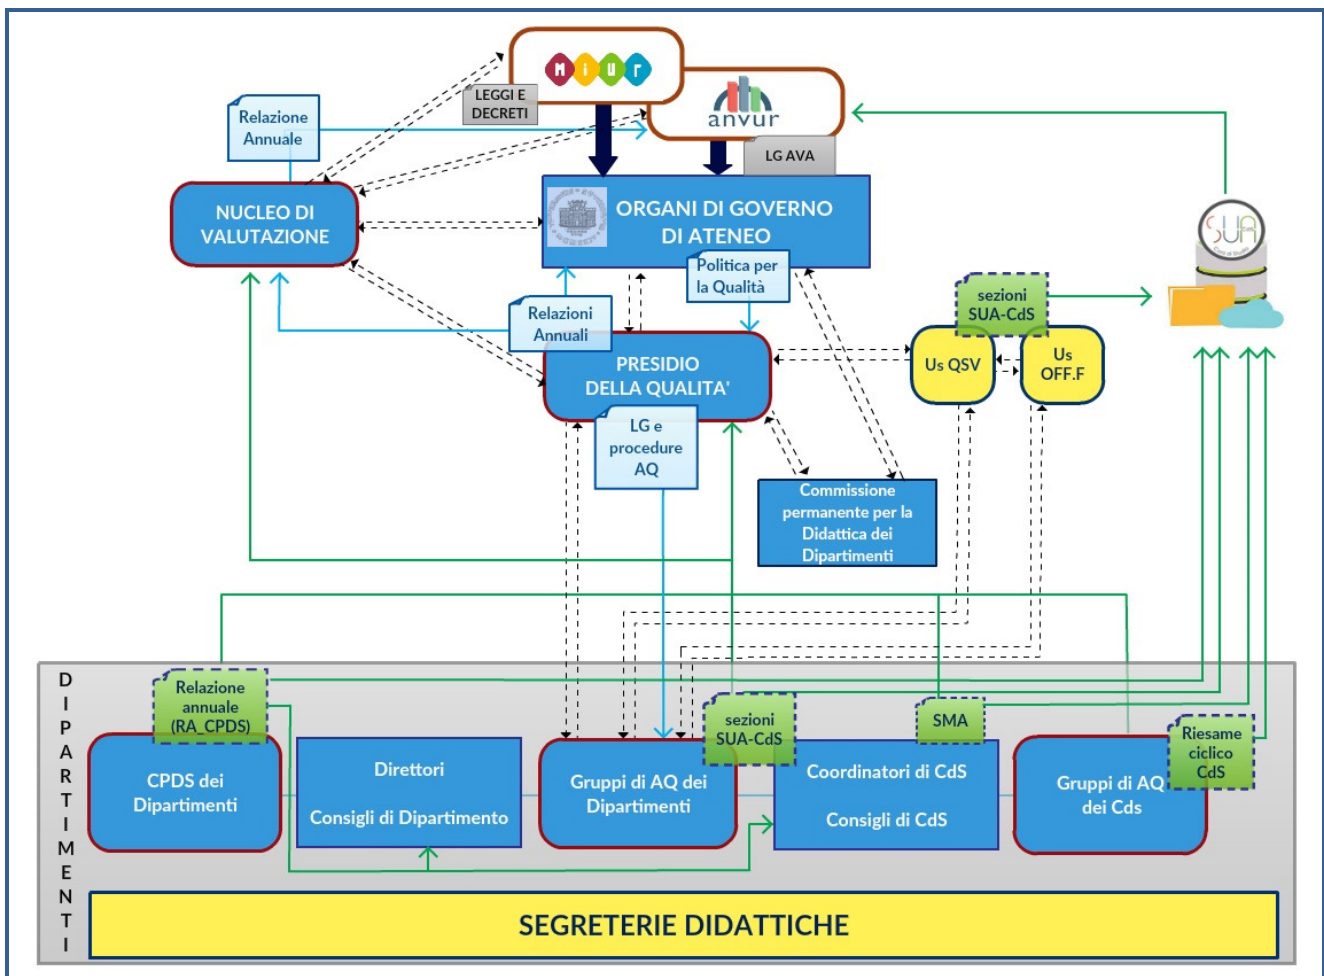 MiUr
LEGGI E
DECRETI
anvur
LG AVA
Relazione
Annuale
NUCLEO DI
VALUTAZIONE
ORGANI DI GOVERNO
DI ATENEO
Politica per
la Qualità
Relazioni
Annuali
SUA
sezioni
SUA-CdS
Us QSV
Us
OFF.F
PRESIDIO
DELLA QUALITA'
LG e
procedure
AQ
Commissione
permanente per la
Didattica dei
Dipartimenti
DIPARTIMENTI
Relazione
annuale
(RA_CPDS)
sezioni
SUA-CdS
SMA
Riesame
ciclico
CdS
CPDS dei
Dipartimenti
Direttori
Consigli di Dipartimento
Gruppi di AQ dei
Dipartimenti
Coordinatori di CdS
Consigli di CdS
Gruppi di AQ
dei Cds
SEGRETERIE DIDATTICHE